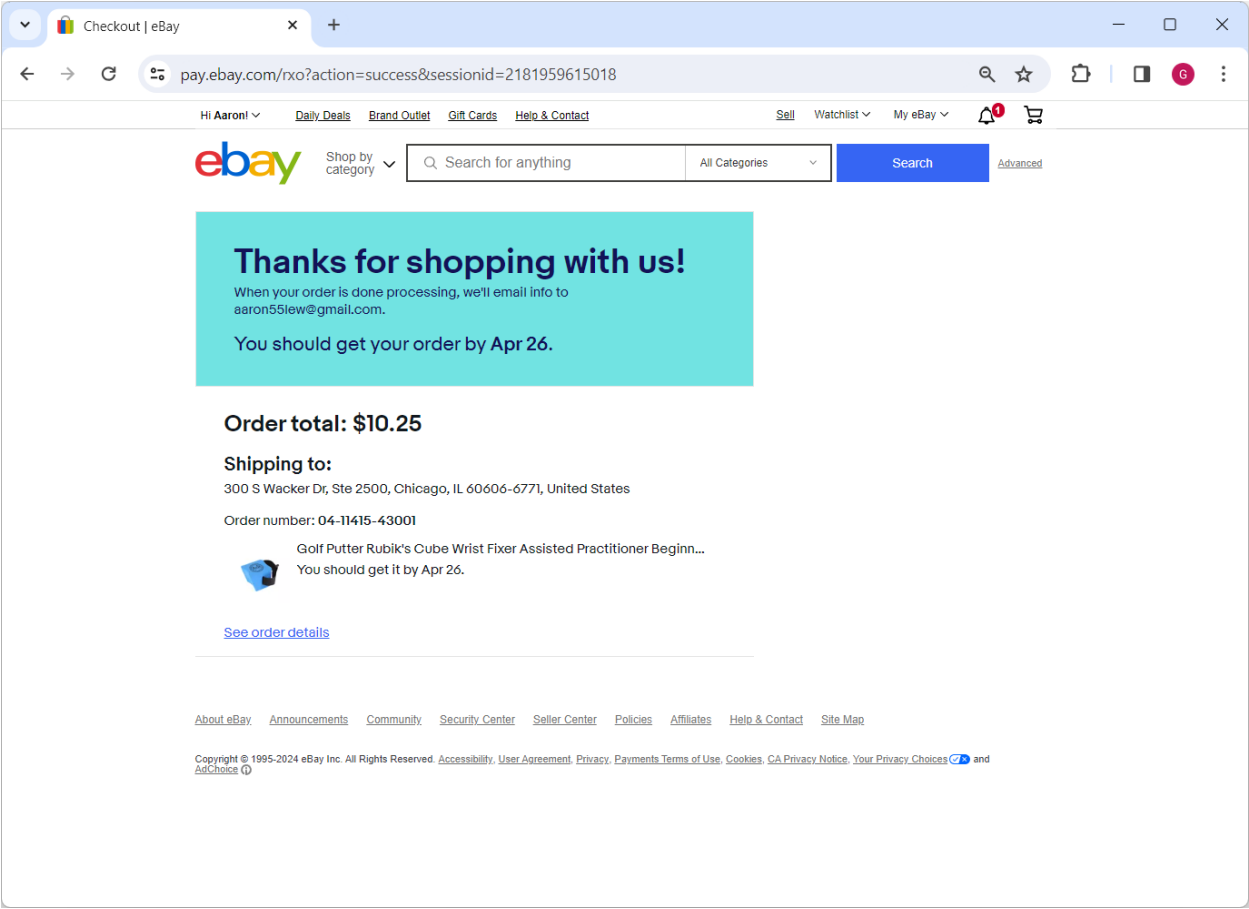 Checkout | eBay
pay.ebay.com/rxo?action=success&sessionid=2181959615018
G
Hi Aaron!
Daily Deals
Brand Outlet
Gift Cards
Help & Contact
Sell
Watchlist
My eBay
1
ebay
Shop by
category
Search for anything
All Categories
Search
Advanced
Thanks for shopping with us!
When your order is done processing, we'll email info to
aaron55lew@gmail.com.
You should get your order by Apr 26.
Order total: $10.25
Shipping to:
300 S Wacker Dr, Ste 2500, Chicago, IL 60606-6771, United States
Order number: 04-11415-43001
Golf Putter Rubik's Cube Wrist Fixer Assisted Practitioner Beginn...
You should get it by Apr 26.
See order details
About eBay
Announcements
Community
Security Center
Seller Center
Policies
Affiliates
Help & Contact
Site Map
Copyright © 1995-2024 eBay Inc. All Rights Reserved. Accessibility, User Agreement, Privacy, Payments Terms of Use, Cookies, CA Privacy Notice, Your Privacy Choices and
AdChoice